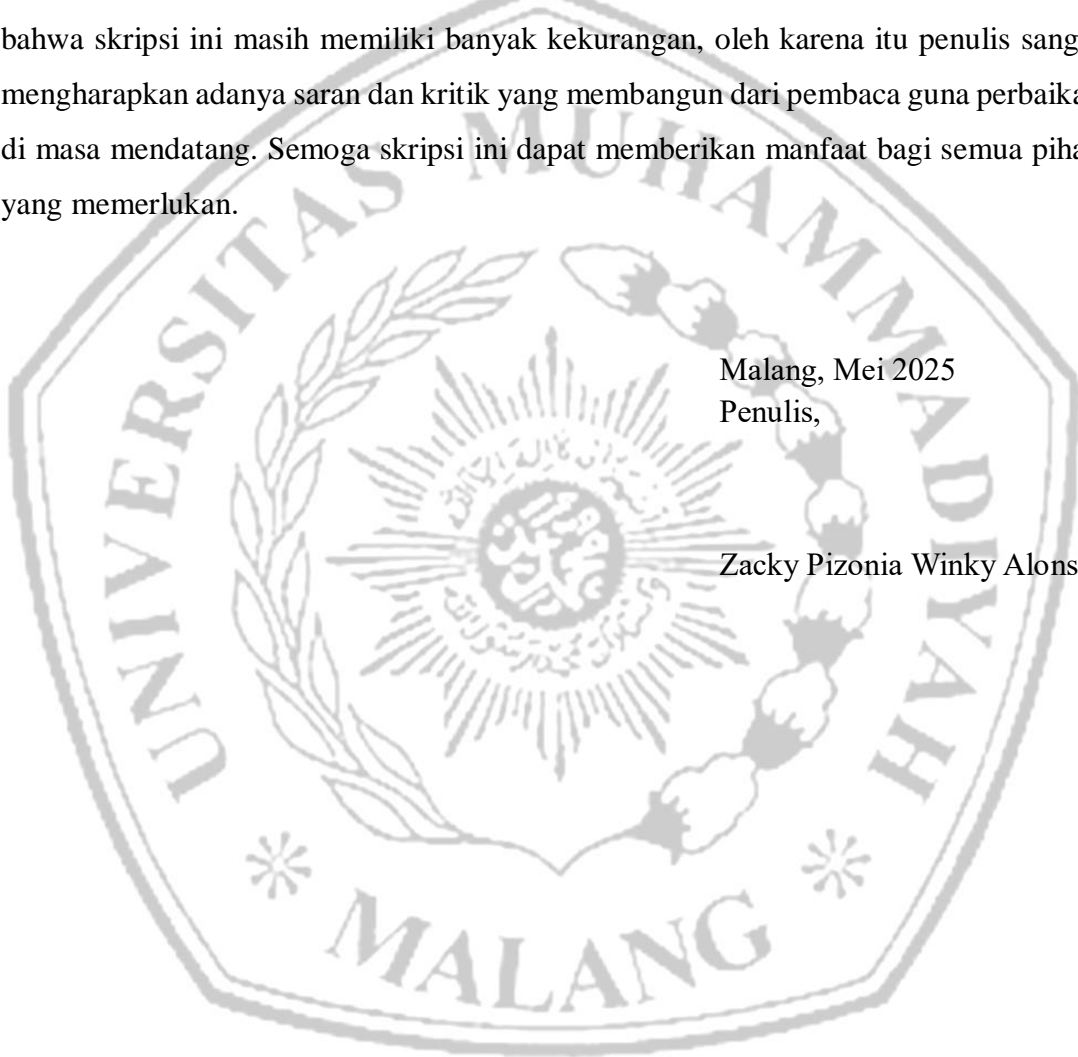 bahwa skripsi ini masih memiliki banyak kekurangan, oleh karena itu penulis sang
mengharapkan adanya saran dan kritik yang membangun dari pembaca guna perbaika
di masa mendatang. Semoga skripsi ini dapat memberikan manfaat bagi semua piha
yang memerlukan.
Malang, Mei 2025
Penulis,
Zacky Pizonia Winky Alons
UNIVERSITAS MUHAMMADIYAH
MALANG